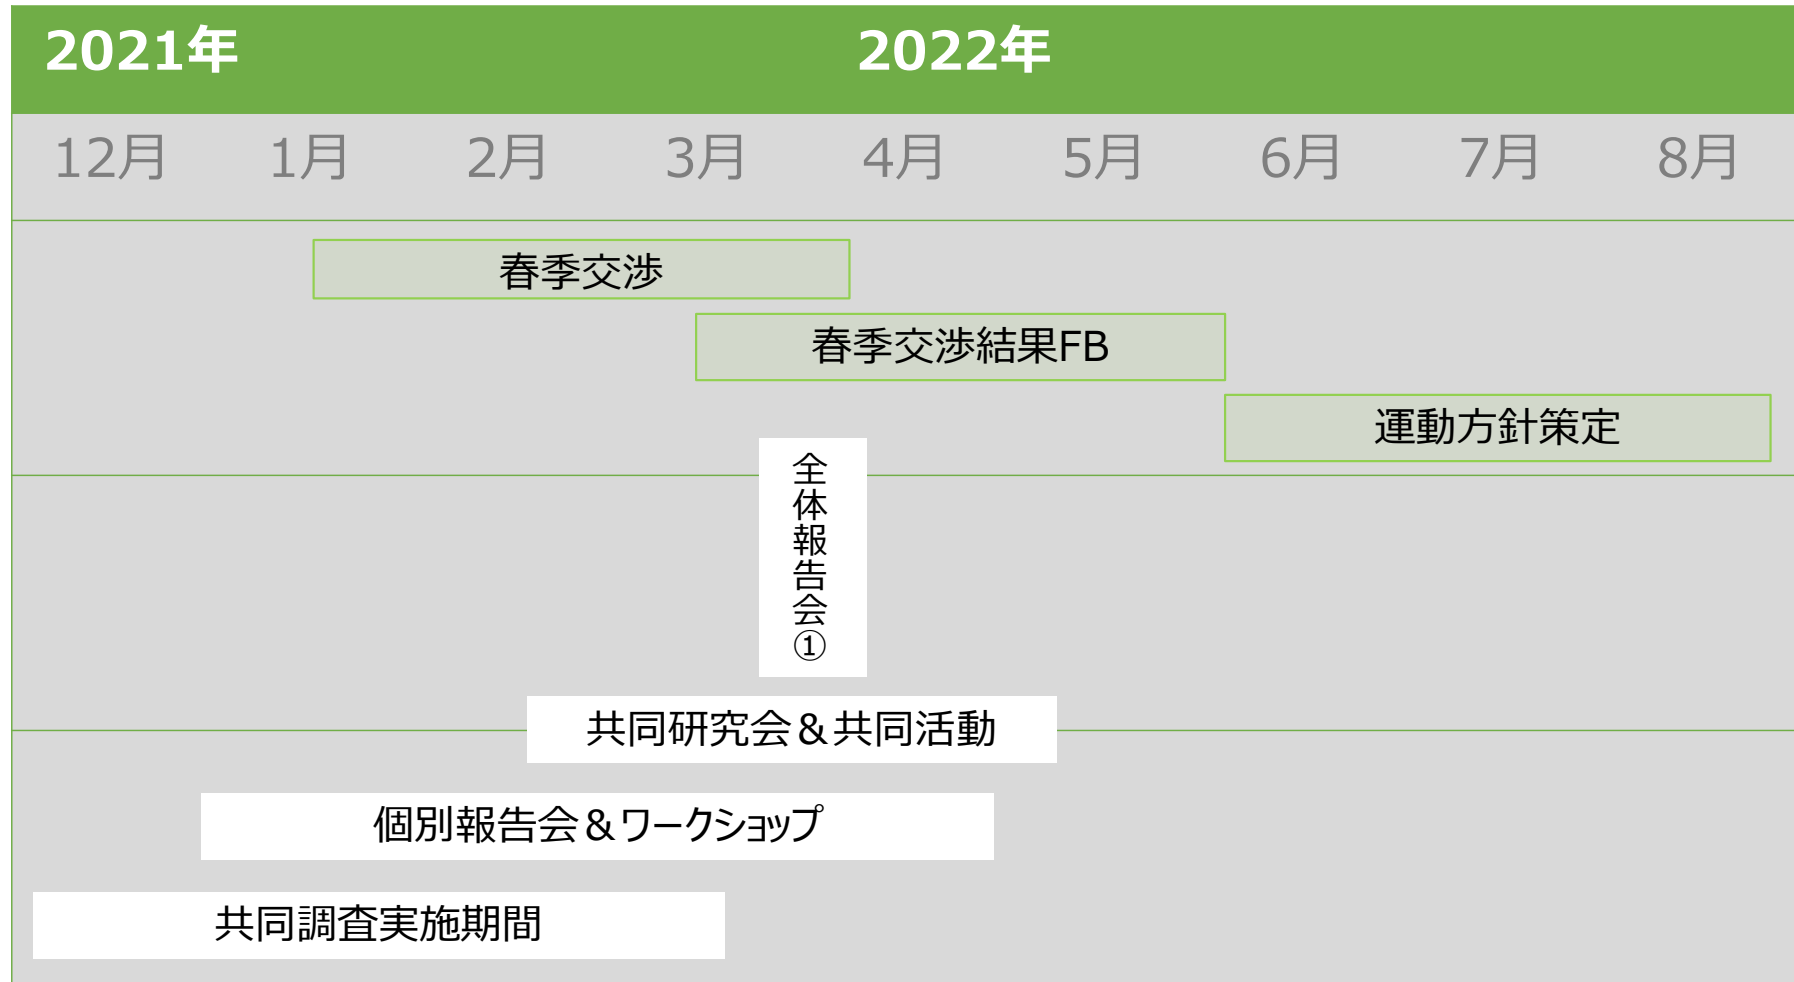 2021年 2022年
12月 1月 2月 3月 4月 5月 6月 7月 8月
春季交渉
春季交渉結果FB
運動方針策定
全体報告会①
共同研究会＆共同活動
個別報告会＆ワークショップ
共同調査実施期間